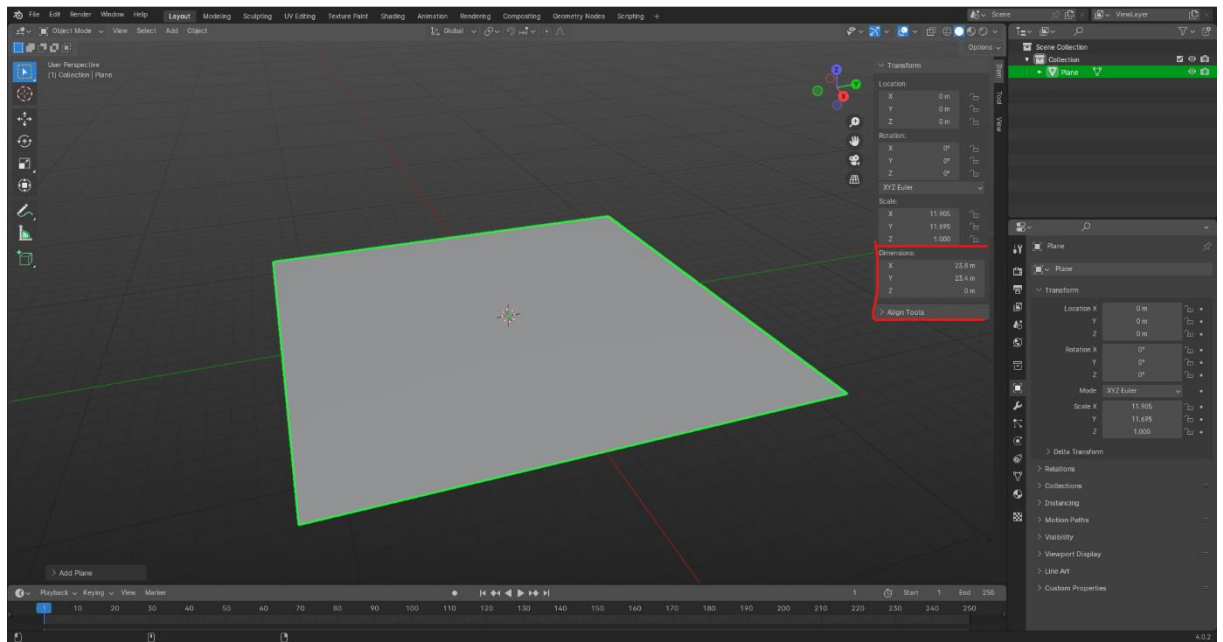 File Edit Render Window Help Layout Modeling Sculpting UV Editing Texture Paint Shading Animation Rendering Compositing Geometry Nodes Scripting + Scene ViewLayer
Object Mode View Select Add Object Global
Options
User Perspective
(1) Collection | Plane
Z
Y
X
Transform
Location:
X 0 m
Y 0 m
Z 0 m
Rotation:
X 0°
Y 0°
Z 0°
XYZ Euler
Scale:
X 11.905
Y 11.695
Z 1.000
Dimensions:
X 23.8 m
Y 23.4 m
Z 0 m
Align Tools
Item
Tool
View
Scene Collection
Collection
Plane
Plane
Plane
Transform
Location X 0 m
Y 0 m
Z 0 m
Rotation X 0°
Y 0°
Z 0°
Mode XYZ Euler
Scale X 11.905
Y 11.695
Z 1.000
Delta Transform
Relations
Collections
Instancing
Motion Paths
Visibility
Viewport Display
Line Art
Custom Properties
Add Plane
Playback Keying View Marker 1 Start 1 End 250
1 10 20 30 40 50 60 70 80 90 100 110 120 130 140 150 160 170 180 190 200 210 220 230 240 250
4.0.2